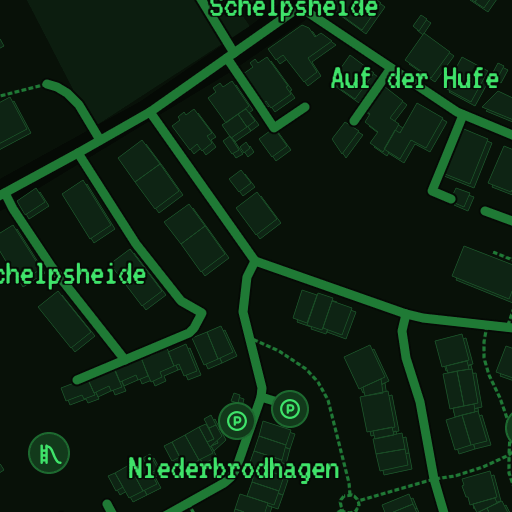 Schelpsheide
Auf der Hufe
chelpsheide
P
P
Niederbrodhagen